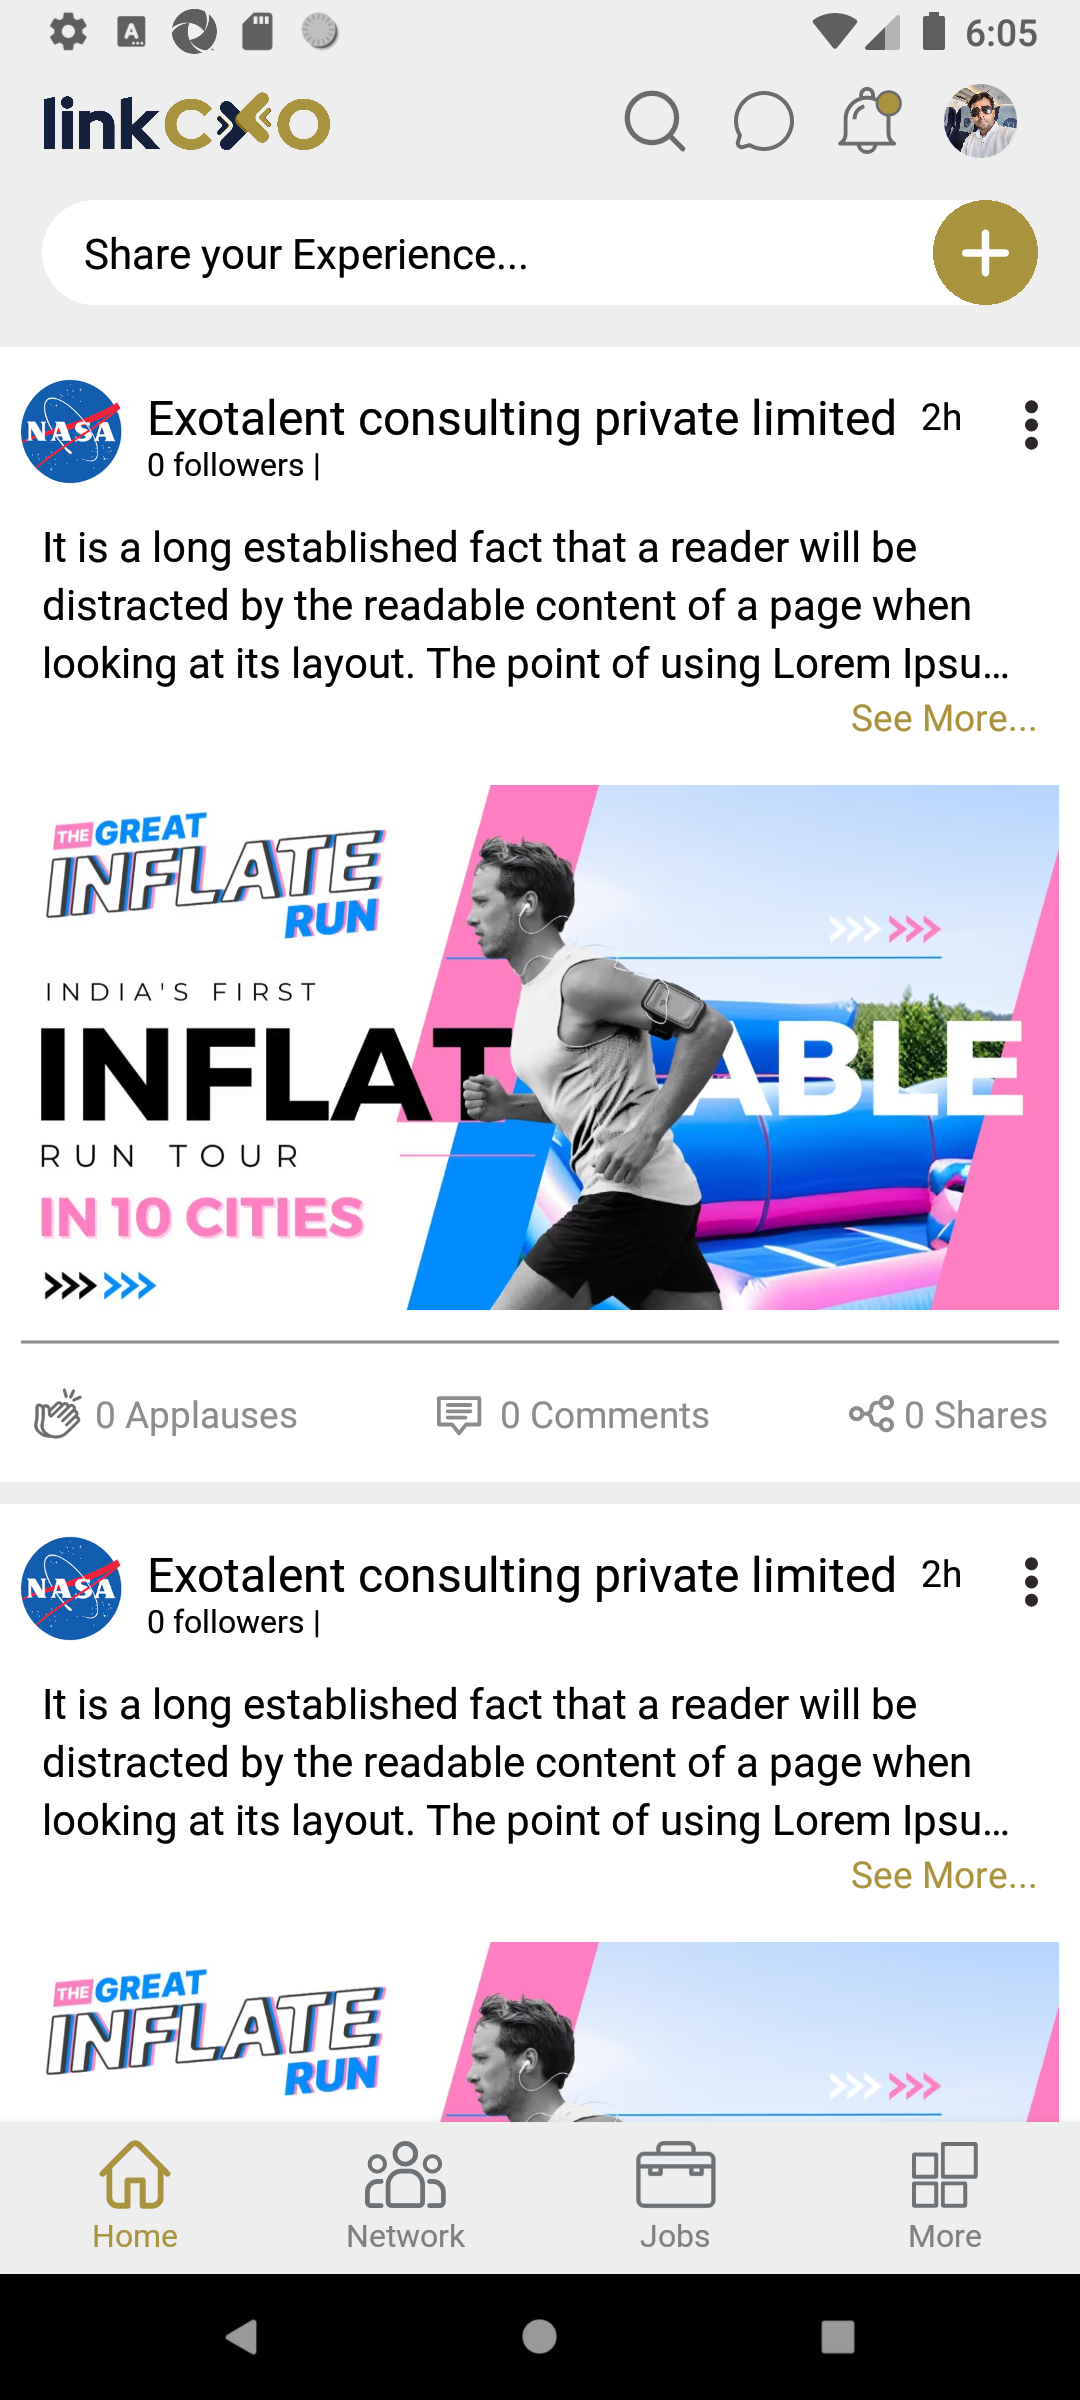 6:05
linkCXO
Share your Experience...
NASA
Exotalent consulting private limited 2h
0 followers |
It is a long established fact that a reader will be
distracted by the readable content of a page when
looking at its layout. The point of using Lorem Ipsu...
See More...
THE GREAT
INFLATE
RUN
INDIA'S FIRST
INFLATABLE
RUN TOUR
IN 10 CITIES
0 Applauses 0 Comments 0 Shares
NASA
Exotalent consulting private limited 2h
0 followers |
It is a long established fact that a reader will be
distracted by the readable content of a page when
looking at its layout. The point of using Lorem Ipsu...
See More...
THE GREAT
INFLATE
RUN
Home Network Jobs More